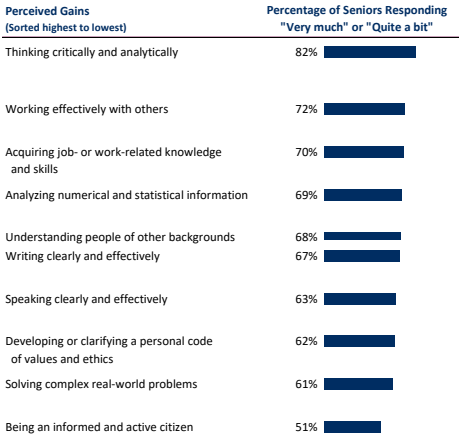 Perceived Gains
(Sorted highest to lowest)
Percentage of Seniors Responding
"Very much" or "Quite a bit"
Thinking critically and analytically 82%
Working effectively with others 72%
Acquiring job- or work-related knowledge 70%
and skills
Analyzing numerical and statistical information 69%
Understanding people of other backgrounds 68%
Writing clearly and effectively 67%
Speaking clearly and effectively 63%
Developing or clarifying a personal code 62%
of values and ethics
Solving complex real-world problems 61%
Being an informed and active citizen 51%